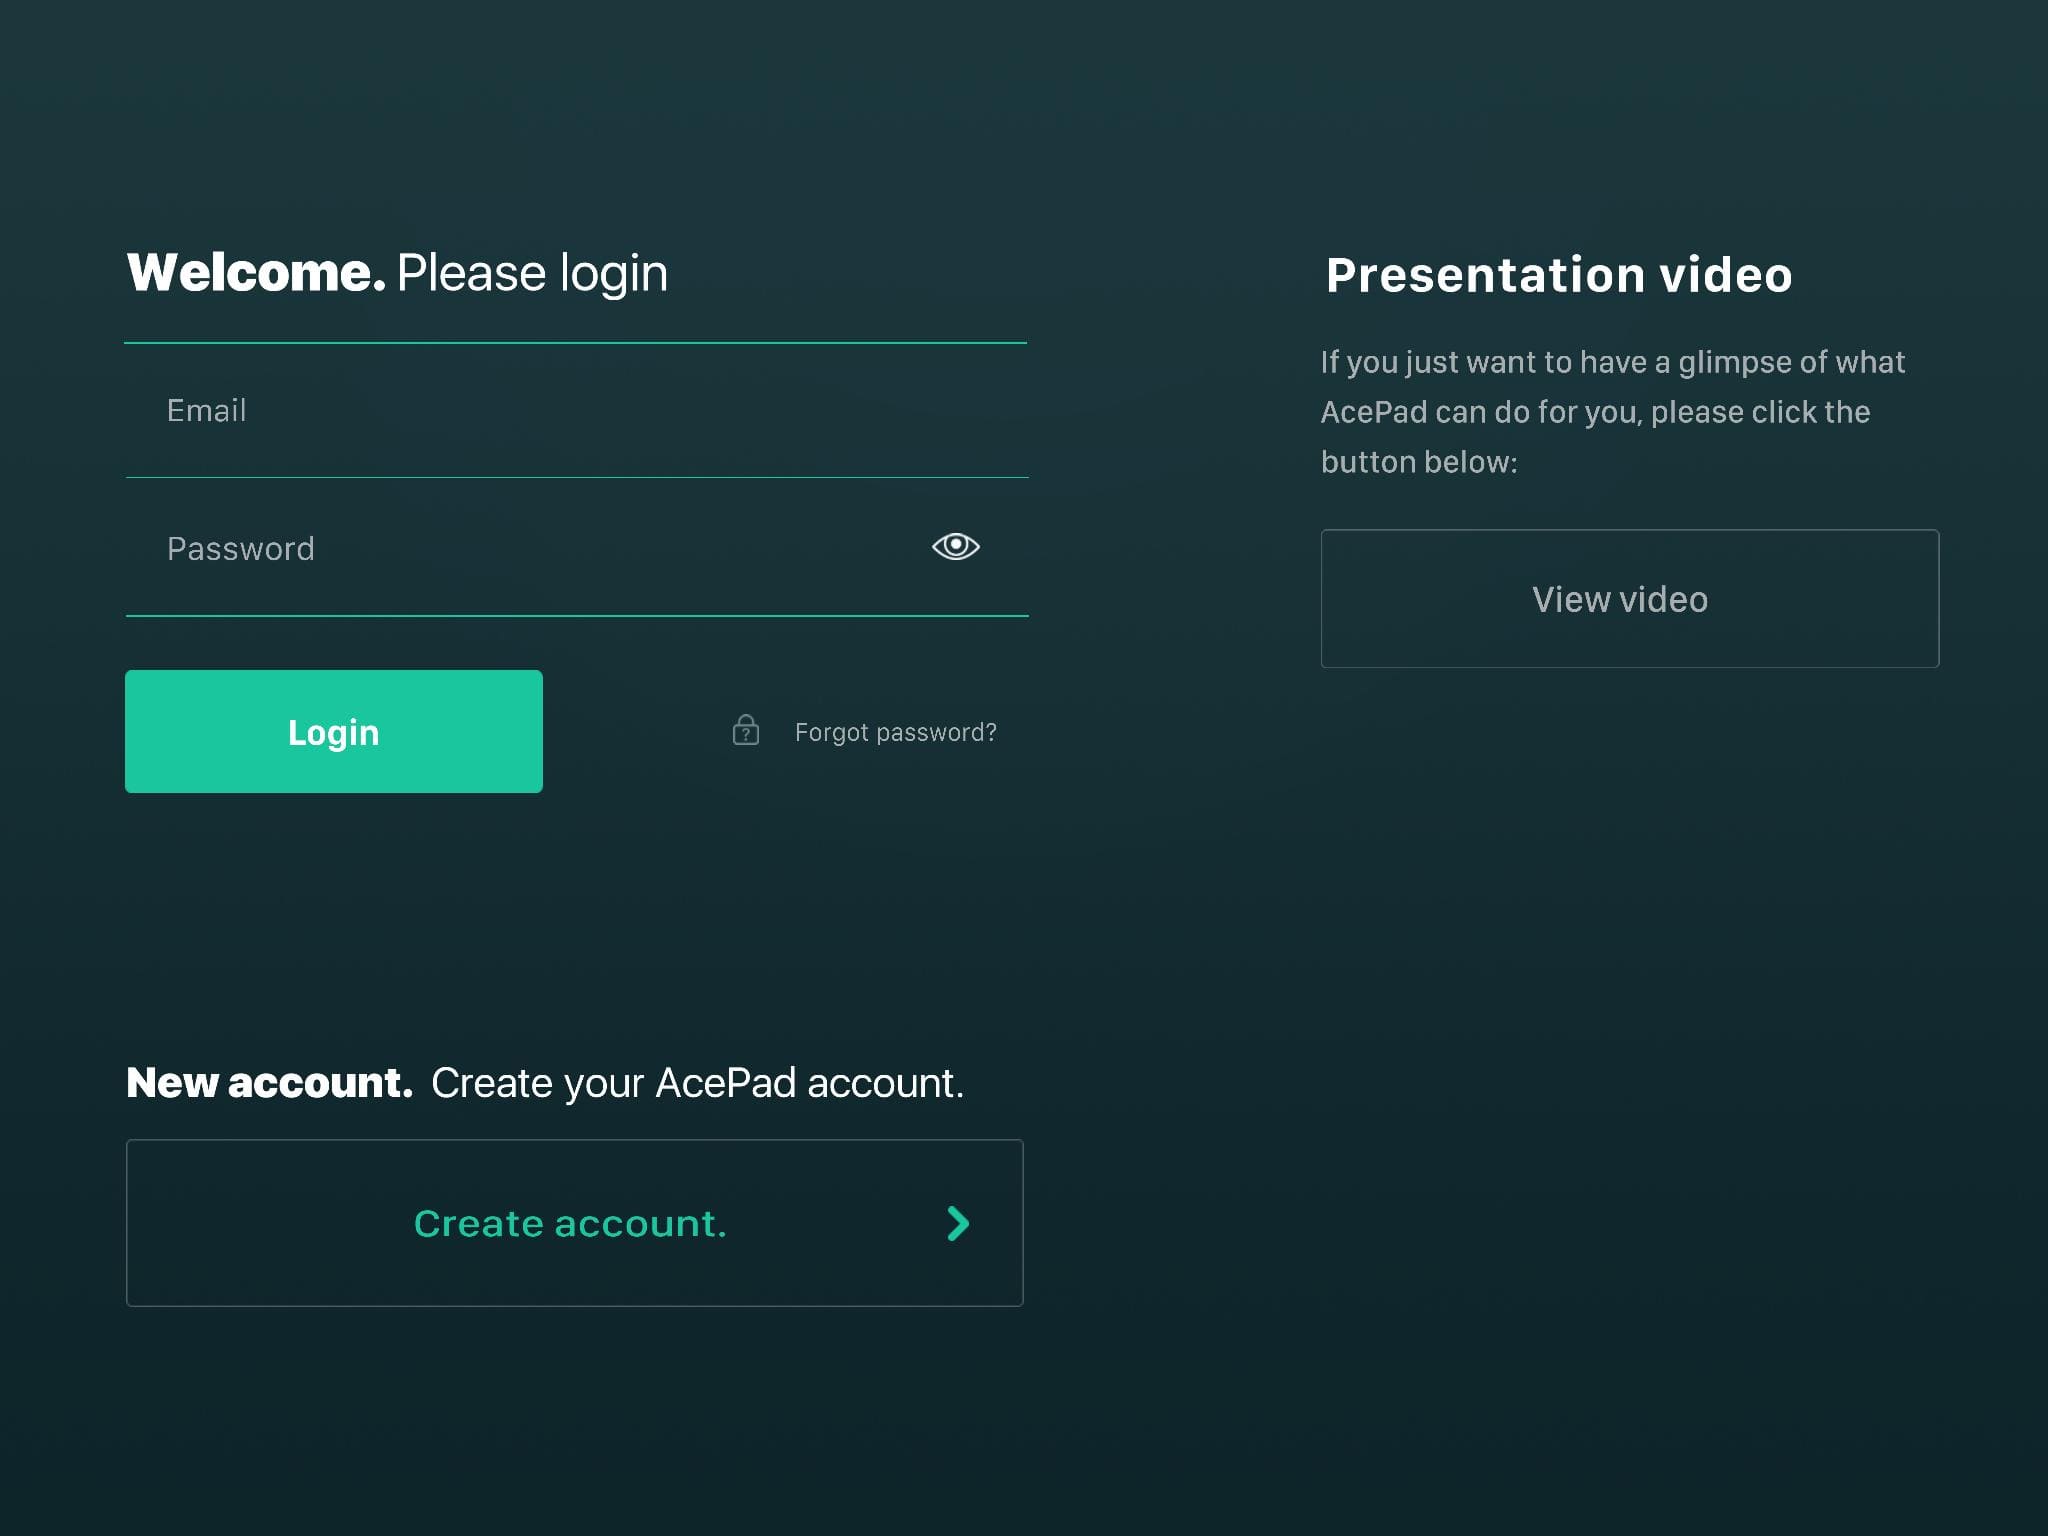 Welcome. Please login
Email
Password
Login
Forgot password?
New account. Create your AcePad account.
Create account.
Presentation video
If you just want to have a glimpse of what
AcePad can do for you, please click the
button below:
View video